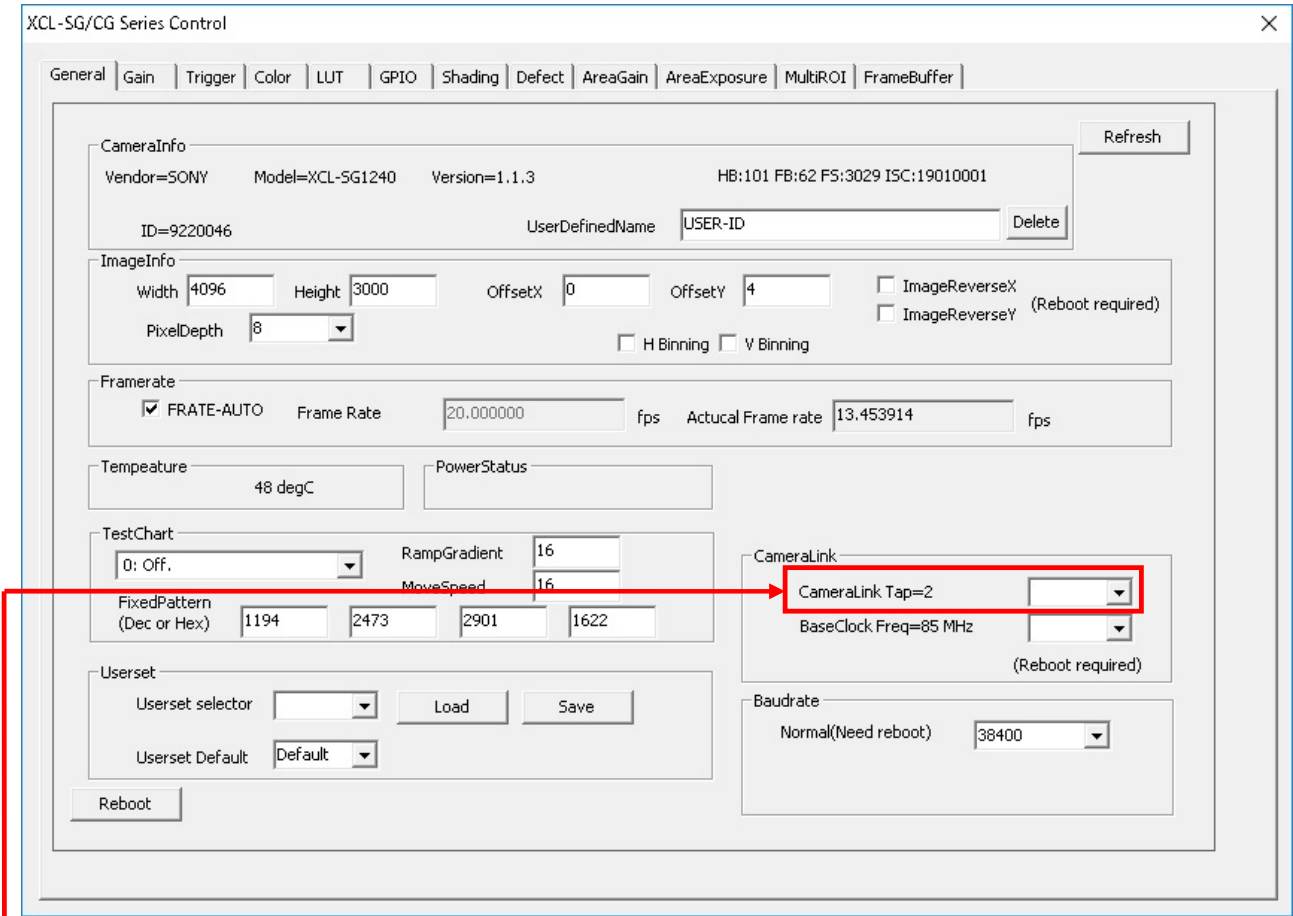 XCL-SG/CG Series Control
General Gain Trigger Color LUT GPIO Shading Defect AreaGain AreaExposure MultiROI FrameBuffer
Refresh
CameraInfo
Vendor=SONY Model=XCL-SG1240 Version=1.1.3 HB:101 FB:62 FS:3029 ISC:19010001
ID=9220046 UserDefinedName USER-ID Delete
ImageInfo
Width 4096 Height 3000 OffsetX 0 OffsetY 4 ImageReverseX
ImageReverseY (Reboot required)
PixelDepth 8
H Binning V Binning
Framerate
FRATE-AUTO Frame Rate 20.000000 fps Actucal Frame rate 13.453914 fps
Tempeature PowerStatus
48 degC
TestChart
0: Off. RampGradient 16
MoveSpeed 16
FixedPattern
(Dec or Hex) 1194 2473 2901 1622
CameraLink
CameraLink Tap=2
BaseClock Freq=85 MHz
(Reboot required)
Userset
Userset selector Load Save
Userset Default Default
Baudrate
Normal(Need reboot) 38400
Reboot